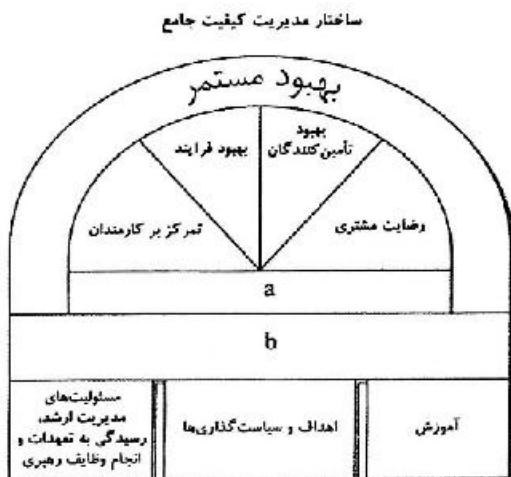 ساختار مدیریت کیفیت جامع
بهبود مستمر
بهبود
تأمین‌کنندگان
بهبود فرایند
رضایت مشتری
تمرکز بر کارمندان
a
b
آموزش
اهداف و سیاست‌گذاری‌ها
مسئولیت‌های
مدیریت ارشد،
رسیدگی به تعهدات و
انجام وظایف رهبری